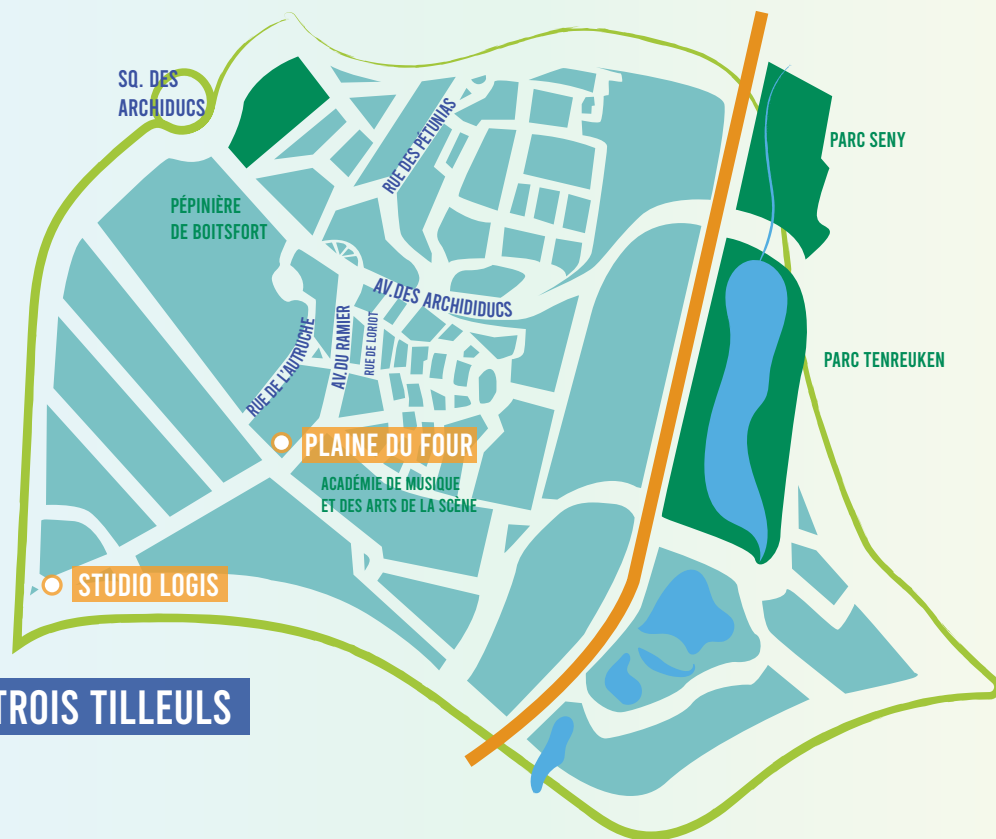 SQ. DES
ARCHIDUCS
RUE DES PÉTUNIAS
PARC SENY
PÉPINIÈRE
DE BOITSFORT
AV.DES ARCHIDIDUCS
RUE DE L'AUTRUCHE
AV.DU RAMIER
RUE DE LORIOT
PARC TENREUKEN
PLAINE DU FOUR
ACADÉMIE DE MUSIQUE
ET DES ARTS DE LA SCÈNE
STUDIO LOGIS
TROIS TILLEULS